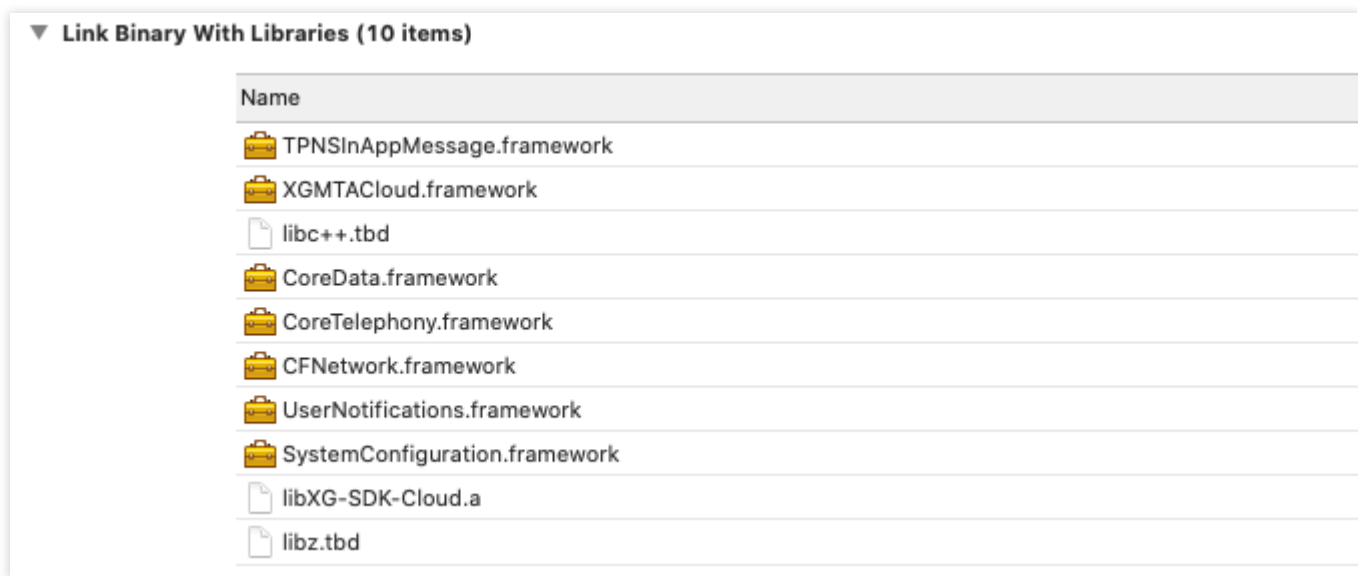 Link Binary With Libraries (10 items)
Name
TPNSInAppMessage.framework
XGMTACloud.framework
libc++.tbd
CoreData.framework
CoreTelephony.framework
CFNetwork.framework
UserNotifications.framework
SystemConfiguration.framework
libXG-SDK-Cloud.a
libz.tbd